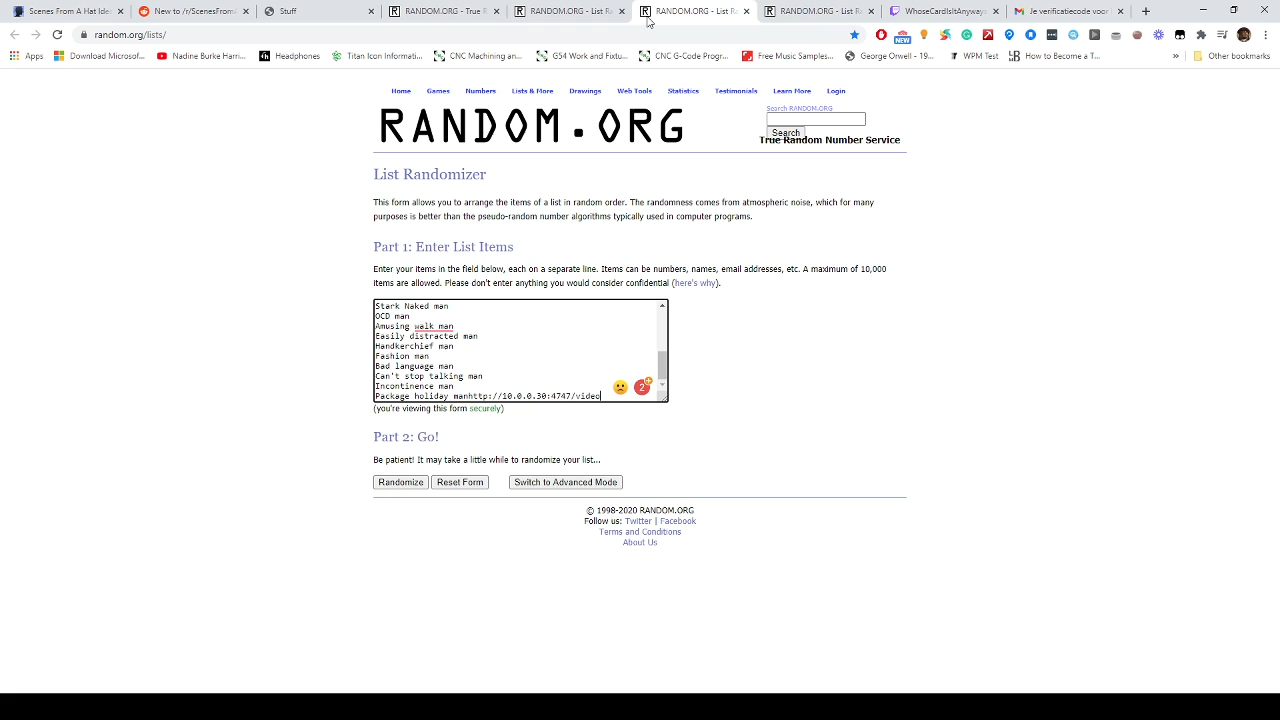 Scenes From A Hat Ide
New to /r/ScenesFrom
Stuff
RANDOM.ORG - True R
RANDOM.ORG - List Ra
RANDOM.ORG - List Ra
RANDOM.ORG - List Ra
WhoseCardIsItAnyway
Je verificatiecode voor
random.org/lists/
NEW
Apps
Download Microsof...
Nadine Burke Harri...
Headphones
Titan Icon Informati...
CNC Machining an...
G54 Work and Fixtu...
CNC G-Code Prog...
Free Music Samples...
George Orwell - 19...
WPM Test
How to Become a T...
»
Other bookmarks
Home Games Numbers Lists & More Drawings Web Tools Statistics Testimonials Learn More Login
Search RANDOM.ORG
RANDOM.ORG
Search
True Random Number Service
List Randomizer
This form allows you to arrange the items of a list in random order. The randomness comes from atmospheric noise, which for many
purposes is better than the pseudo-random number algorithms typically used in computer programs.
Part 1: Enter List Items
Enter your items in the field below, each on a separate line. Items can be numbers, names, email addresses, etc. A maximum of 10,000
items are allowed. Please don't enter anything you would consider confidential (here's why).
Stark Naked man
OCD man
Amusing walk man
Easily distracted man
Handkerchief man
Fashion man
Bad language man
Can't stop talking man
Incontinence man
2
Package holiday manhttp://10.0.0.30:4747/video
(you're viewing this form securely)
Part 2: Go!
Be patient! It may take a little while to randomize your list...
Randomize Reset Form Switch to Advanced Mode
© 1998-2020 RANDOM.ORG
Follow us: Twitter | Facebook
Terms and Conditions
About Us